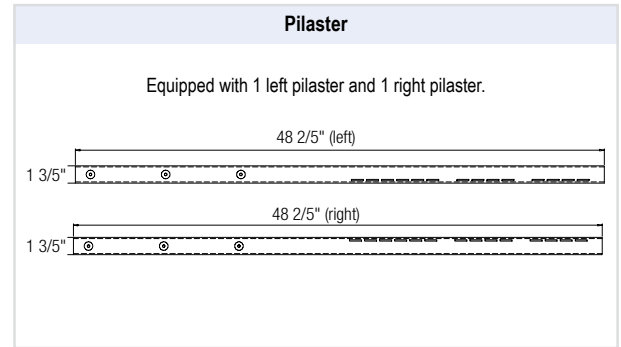 Pilaster
Equipped with 1 left pilaster and 1 right pilaster.
48 2/5" (left)
1 3/5"
48 2/5" (right)
1 3/5"